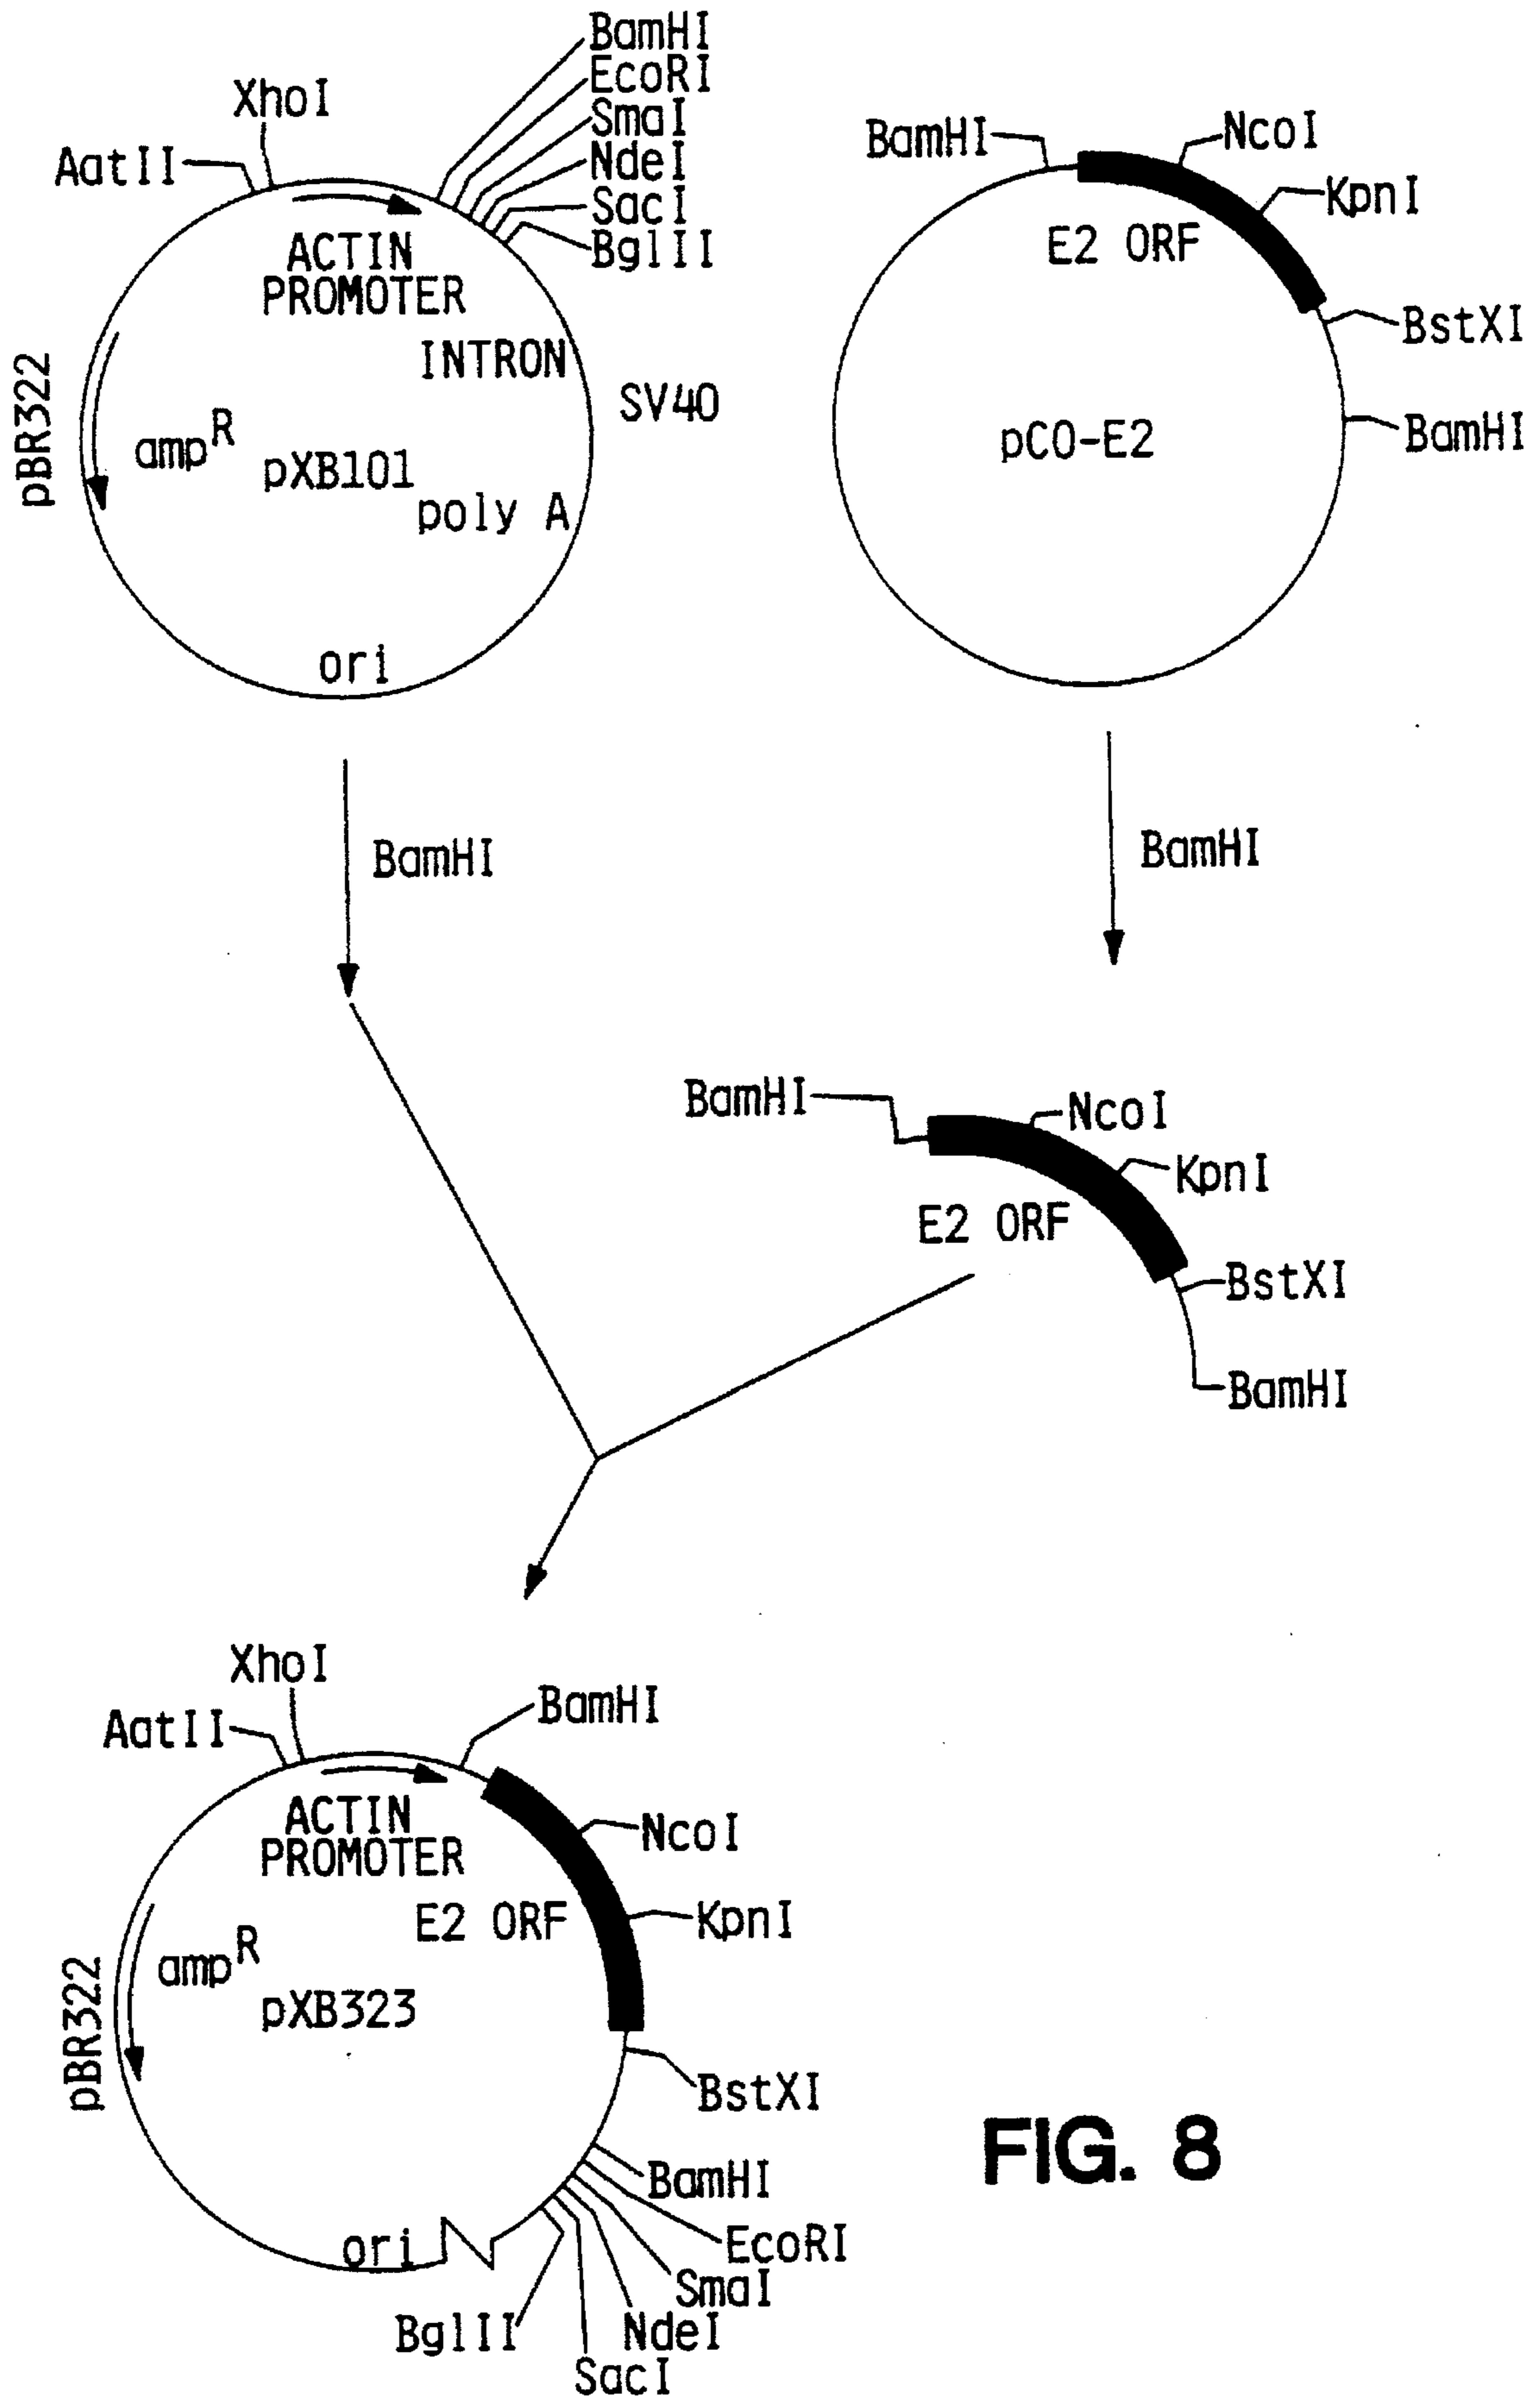 BamHI
EcoRI
SmaI
NdeI
SacI
BglII
XhoI
AatII
ACTIN
PROMOTER
INTRON
SV40
pBR322
ampR
pXB101
poly A
ori
BamHI
NcoI
KpnI
E2 ORF
BstXI
BamHI
pCO-E2
BamHI
BamHI
BamHI
NcoI
KpnI
E2 ORF
BstXI
BamHI
XhoI
AatII
BamHI
ACTIN
PROMOTER
NcoI
E2 ORF
KpnI
pBR322
ampR
pXB323
BstXI
BamHI
EcoRI
SmaI
NdeI
SacI
BglII
ori
FIG. 8